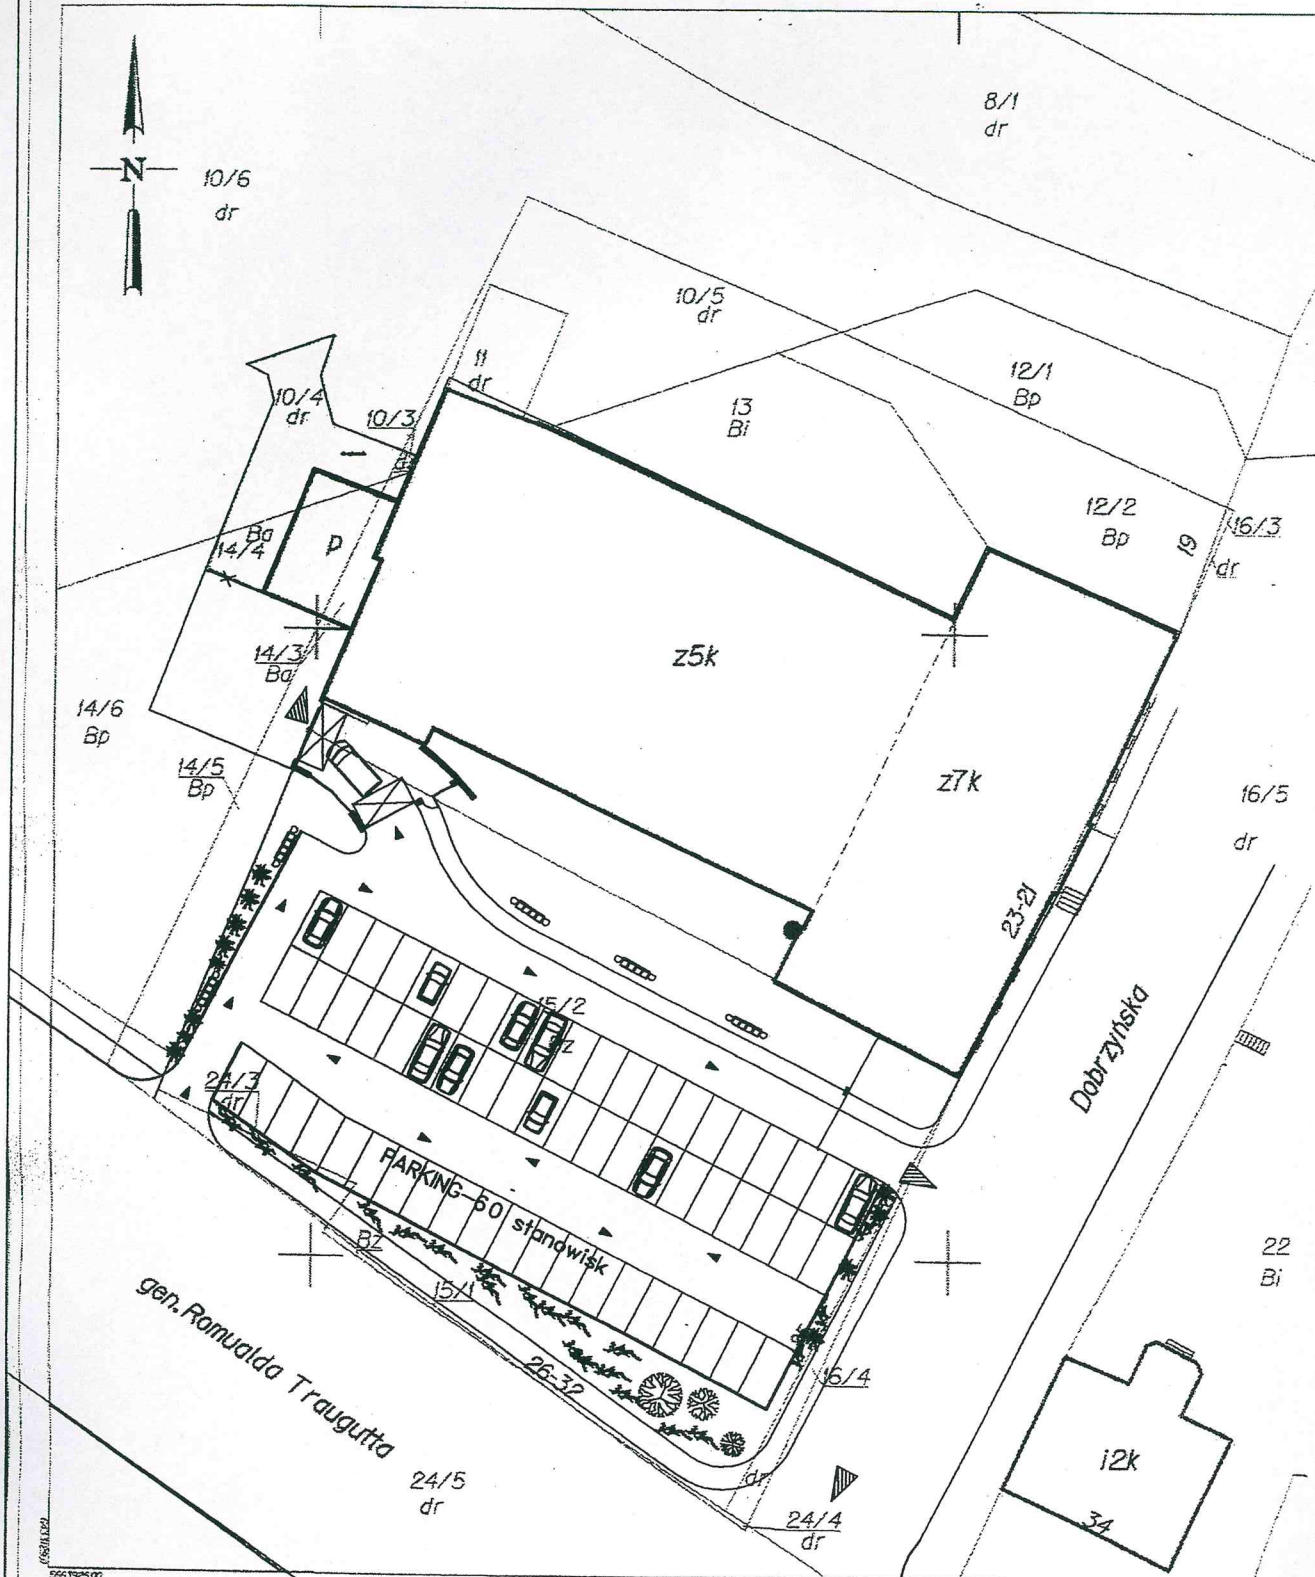 8/1
dr
N
10/6
dr
10/5
dr
11
dr
12/1
Bp
10/4
dr
10/3
13
Bi
12/2
Bp
16/3
dr
19
Ba
14/4
p
14/3
Ba
z5k
14/6
Bp
14/5
Bp
z7k
16/5
dr
23-21
15/2
Bz
Dobrzyńska
24/3
dr
PARKING-60 stanowisk
Bz
15/1
22
Bi
gen. Romualda Traugutta
26-32
16/4
i2k
34
24/5
dr
dr
24/4
dr